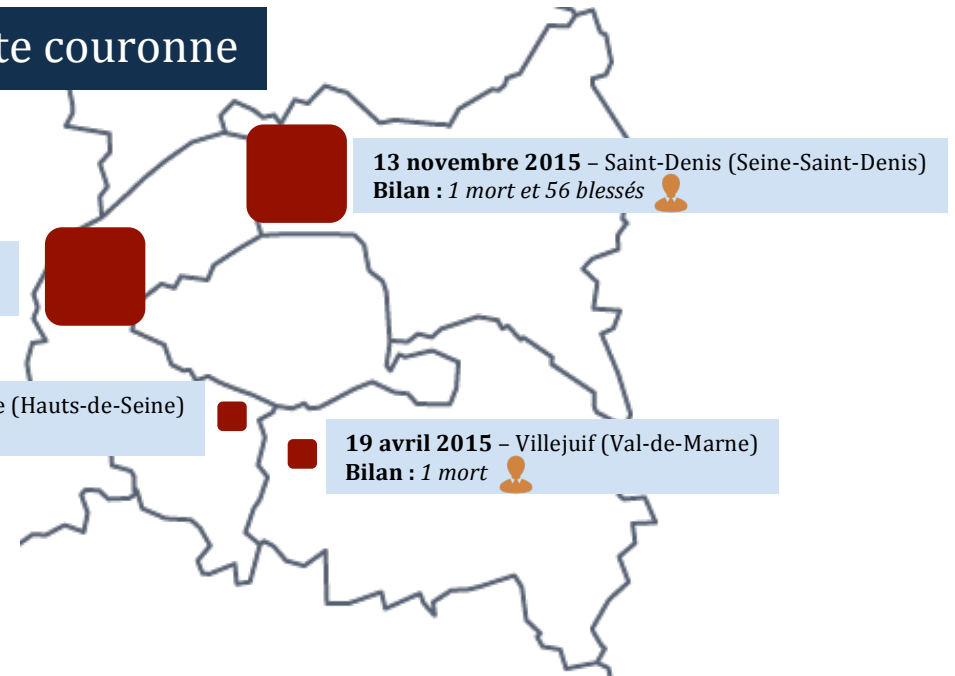 te couronne
13 novembre 2015 – Saint-Denis (Seine-Saint-Denis)
Bilan : 1 mort et 56 blessés
e (Hauts-de-Seine)
19 avril 2015 – Villejuif (Val-de-Marne)
Bilan : 1 mort